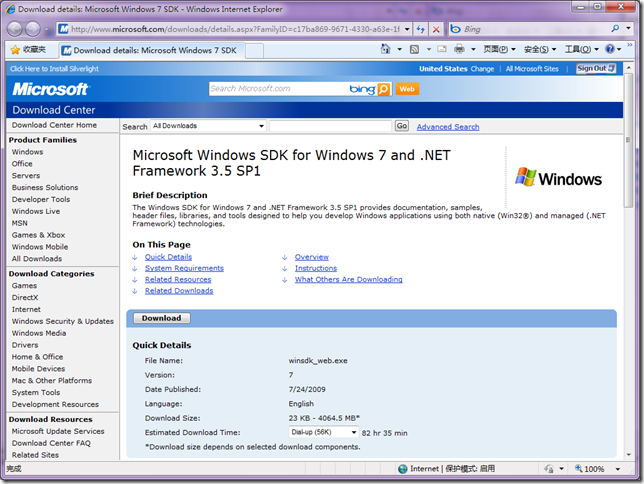 Download details: Microsoft Windows 7 SDK - Windows Internet Explorer
http://www.microsoft.com/downloads/details.aspx?FamilyID=c17ba869-9671-4330-a63e-1f
Bing
收藏夹
Download details: Microsoft Windows 7 SDK
页面(P)
安全(S)
工具(O)
Click Here to Install Silverlight
United States Change | All Microsoft Sites | Sign Out
Microsoft
Search Microsoft.com
bing
Web
Download Center
Download Center Home
Product Families
Windows
Office
Servers
Business Solutions
Developer Tools
Windows Live
MSN
Games & Xbox
Windows Mobile
All Downloads
Download Categories
Games
DirectX
Internet
Windows Security & Updates
Windows Media
Drivers
Home & Office
Mobile Devices
Mac & Other Platforms
System Tools
Development Resources
Download Resources
Microsoft Update Services
Download Center FAQ
Related Sites
Search All Downloads Go Advanced Search
Microsoft Windows SDK for Windows 7 and .NET
Framework 3.5 SP1
Windows
Brief Description
The Windows SDK for Windows 7 and .NET Framework 3.5 SP1 provides documentation, samples,
header files, libraries, and tools designed to help you develop Windows applications using both native (Win32®) and managed (.NET
Framework) technologies.
On This Page
Quick Details
Overview
System Requirements
Instructions
Related Resources
What Others Are Downloading
Related Downloads
Download
Quick Details
File Name: winsdk_web.exe
Version: 7
Date Published: 7/24/2009
Language: English
Download Size: 23 KB - 4064.5 MB*
Estimated Download Time: Dial-up (56K) 82 hr 35 min
*Download size depends on selected download components.
完成
Internet | 保护模式: 启用
100%